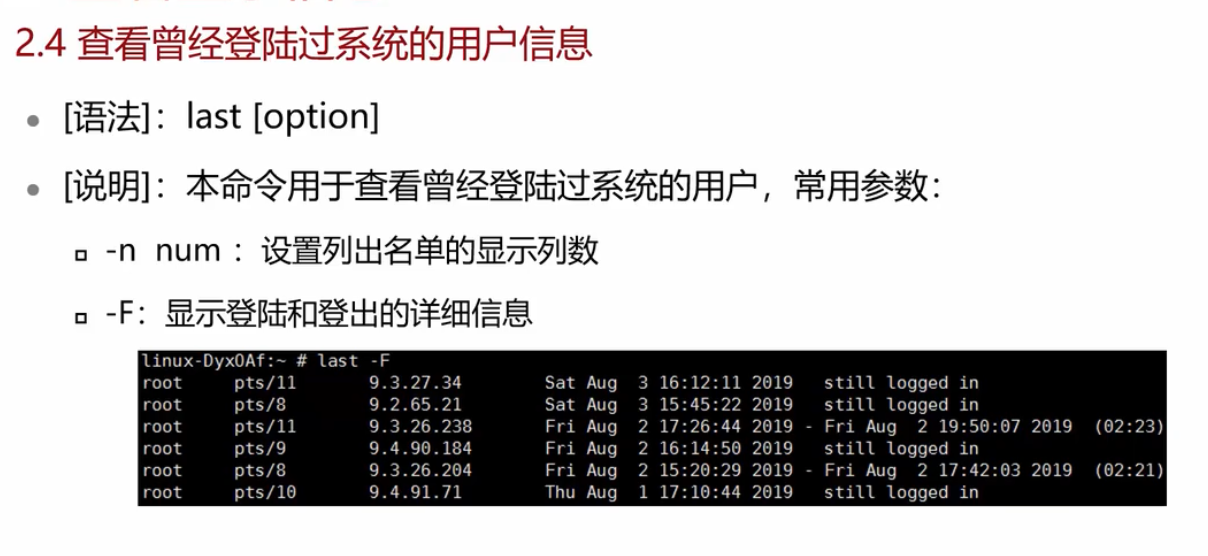 2.4 查看曾经登陆过系统的用户信息
[语法]：last [option]
[说明]：本命令用于查看曾经登陆过系统的用户，常用参数：
-n num：设置列出名单的显示列数
-F：显示登陆和登出的详细信息
linux-DyxOAf:~ # last -F
root pts/11 9.3.27.34 Sat Aug 3 16:12:11 2019 still logged in
root pts/8 9.2.65.21 Sat Aug 3 15:45:22 2019 still logged in
root pts/11 9.3.26.238 Fri Aug 2 17:26:44 2019 - Fri Aug 2 19:50:07 2019 (02:23)
root pts/9 9.4.90.184 Fri Aug 2 16:14:50 2019 still logged in
root pts/8 9.3.26.204 Fri Aug 2 15:20:29 2019 - Fri Aug 2 17:42:03 2019 (02:21)
root pts/10 9.4.91.71 Thu Aug 1 17:10:44 2019 still logged in